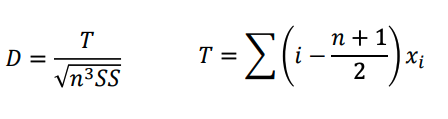 D = T / √(n³SS)    T = ∑ (i − (n + 1)/2) xᵢ